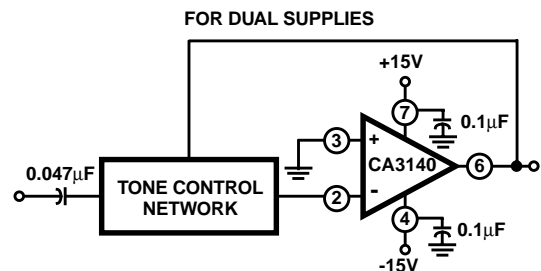 FOR DUAL SUPPLIES
+15V
7
0.1μF
3
+
CA3140
6
0.047μF
TONE CONTROL
NETWORK
2
-
4
0.1μF
-15V